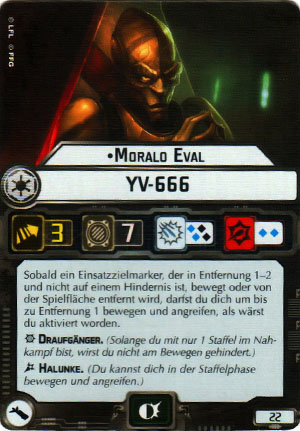 © LFL © FFG
•Moralo Eval
YV-666
3 7
Sobald ein Einsatzzielmarker, der in Entfernung 1–2
und nicht auf einem Hindernis ist, bewegt oder von
der Spielfläche entfernt wird, darfst du dich um bis
zu Entfernung 1 bewegen und angreifen, als wärst
du aktiviert worden.
Draufgänger. (Solange du mit nur 1 Staffel im Nah-
kampf bist, wirst du nicht am Bewegen gehindert.)
Halunke. (Du kannst dich in der Staffelphase
bewegen und angreifen.)
22